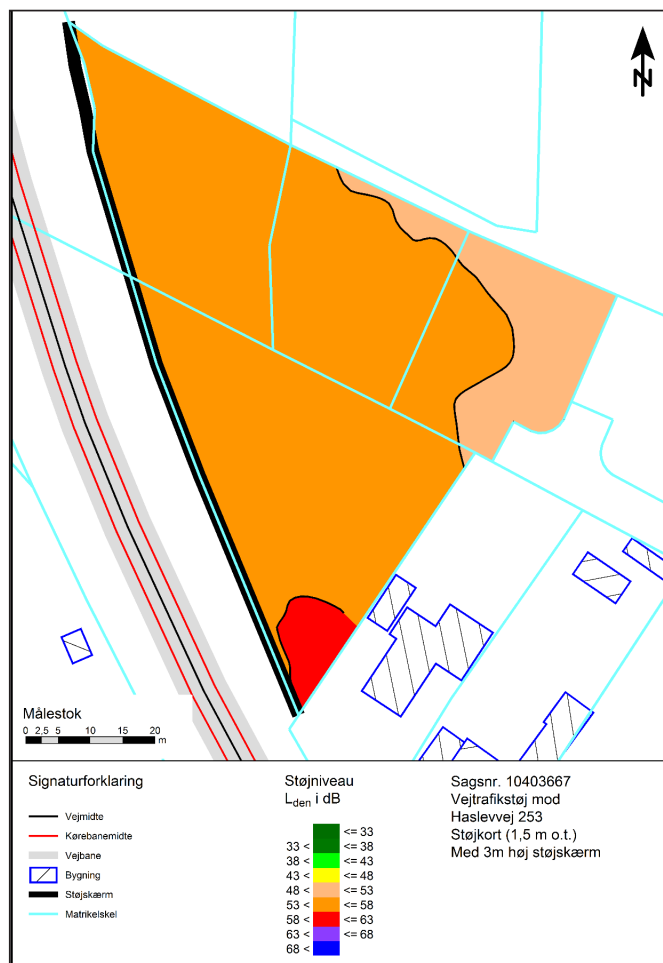 N
Målestok
0 2,5 5 10 15 20
m
Signaturforklaring
Vejmidte
Kørebanemidte
Vejbane
Bygning
Støjskærm
Matrikelskel
Støjniveau
Lden i dB
<= 33
33 < <= 38
38 < <= 43
43 < <= 48
48 < <= 53
53 < <= 58
58 < <= 63
63 < <= 68
68 <
Sagsnr. 10403667
Vejtrafikstøj mod
Haslevvej 253
Støjkort (1,5 m o.t.)
Med 3m høj støjskærm